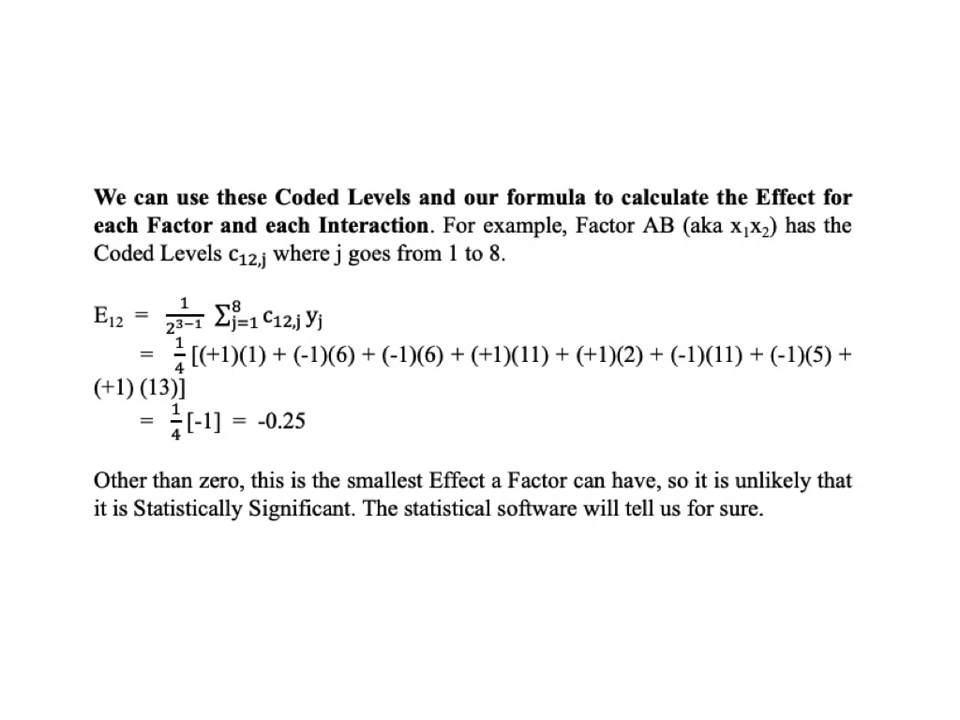 We can use these Coded Levels and our formula to calculate the Effect for
each Factor and each Interaction. For example, Factor AB (aka x₁x₂) has the
Coded Levels c₁₂,ⱼ where j goes from 1 to 8.
E₁₂ = 1/2³⁻¹ Σ⁸ⱼ₌₁ c₁₂,ⱼ yⱼ
= 1/4 [(+1)(1) + (-1)(6) + (-1)(6) + (+1)(11) + (+1)(2) + (-1)(11) + (-1)(5) +
(+1) (13)]
= 1/4 [-1] = -0.25
Other than zero, this is the smallest Effect a Factor can have, so it is unlikely that
it is Statistically Significant. The statistical software will tell us for sure.